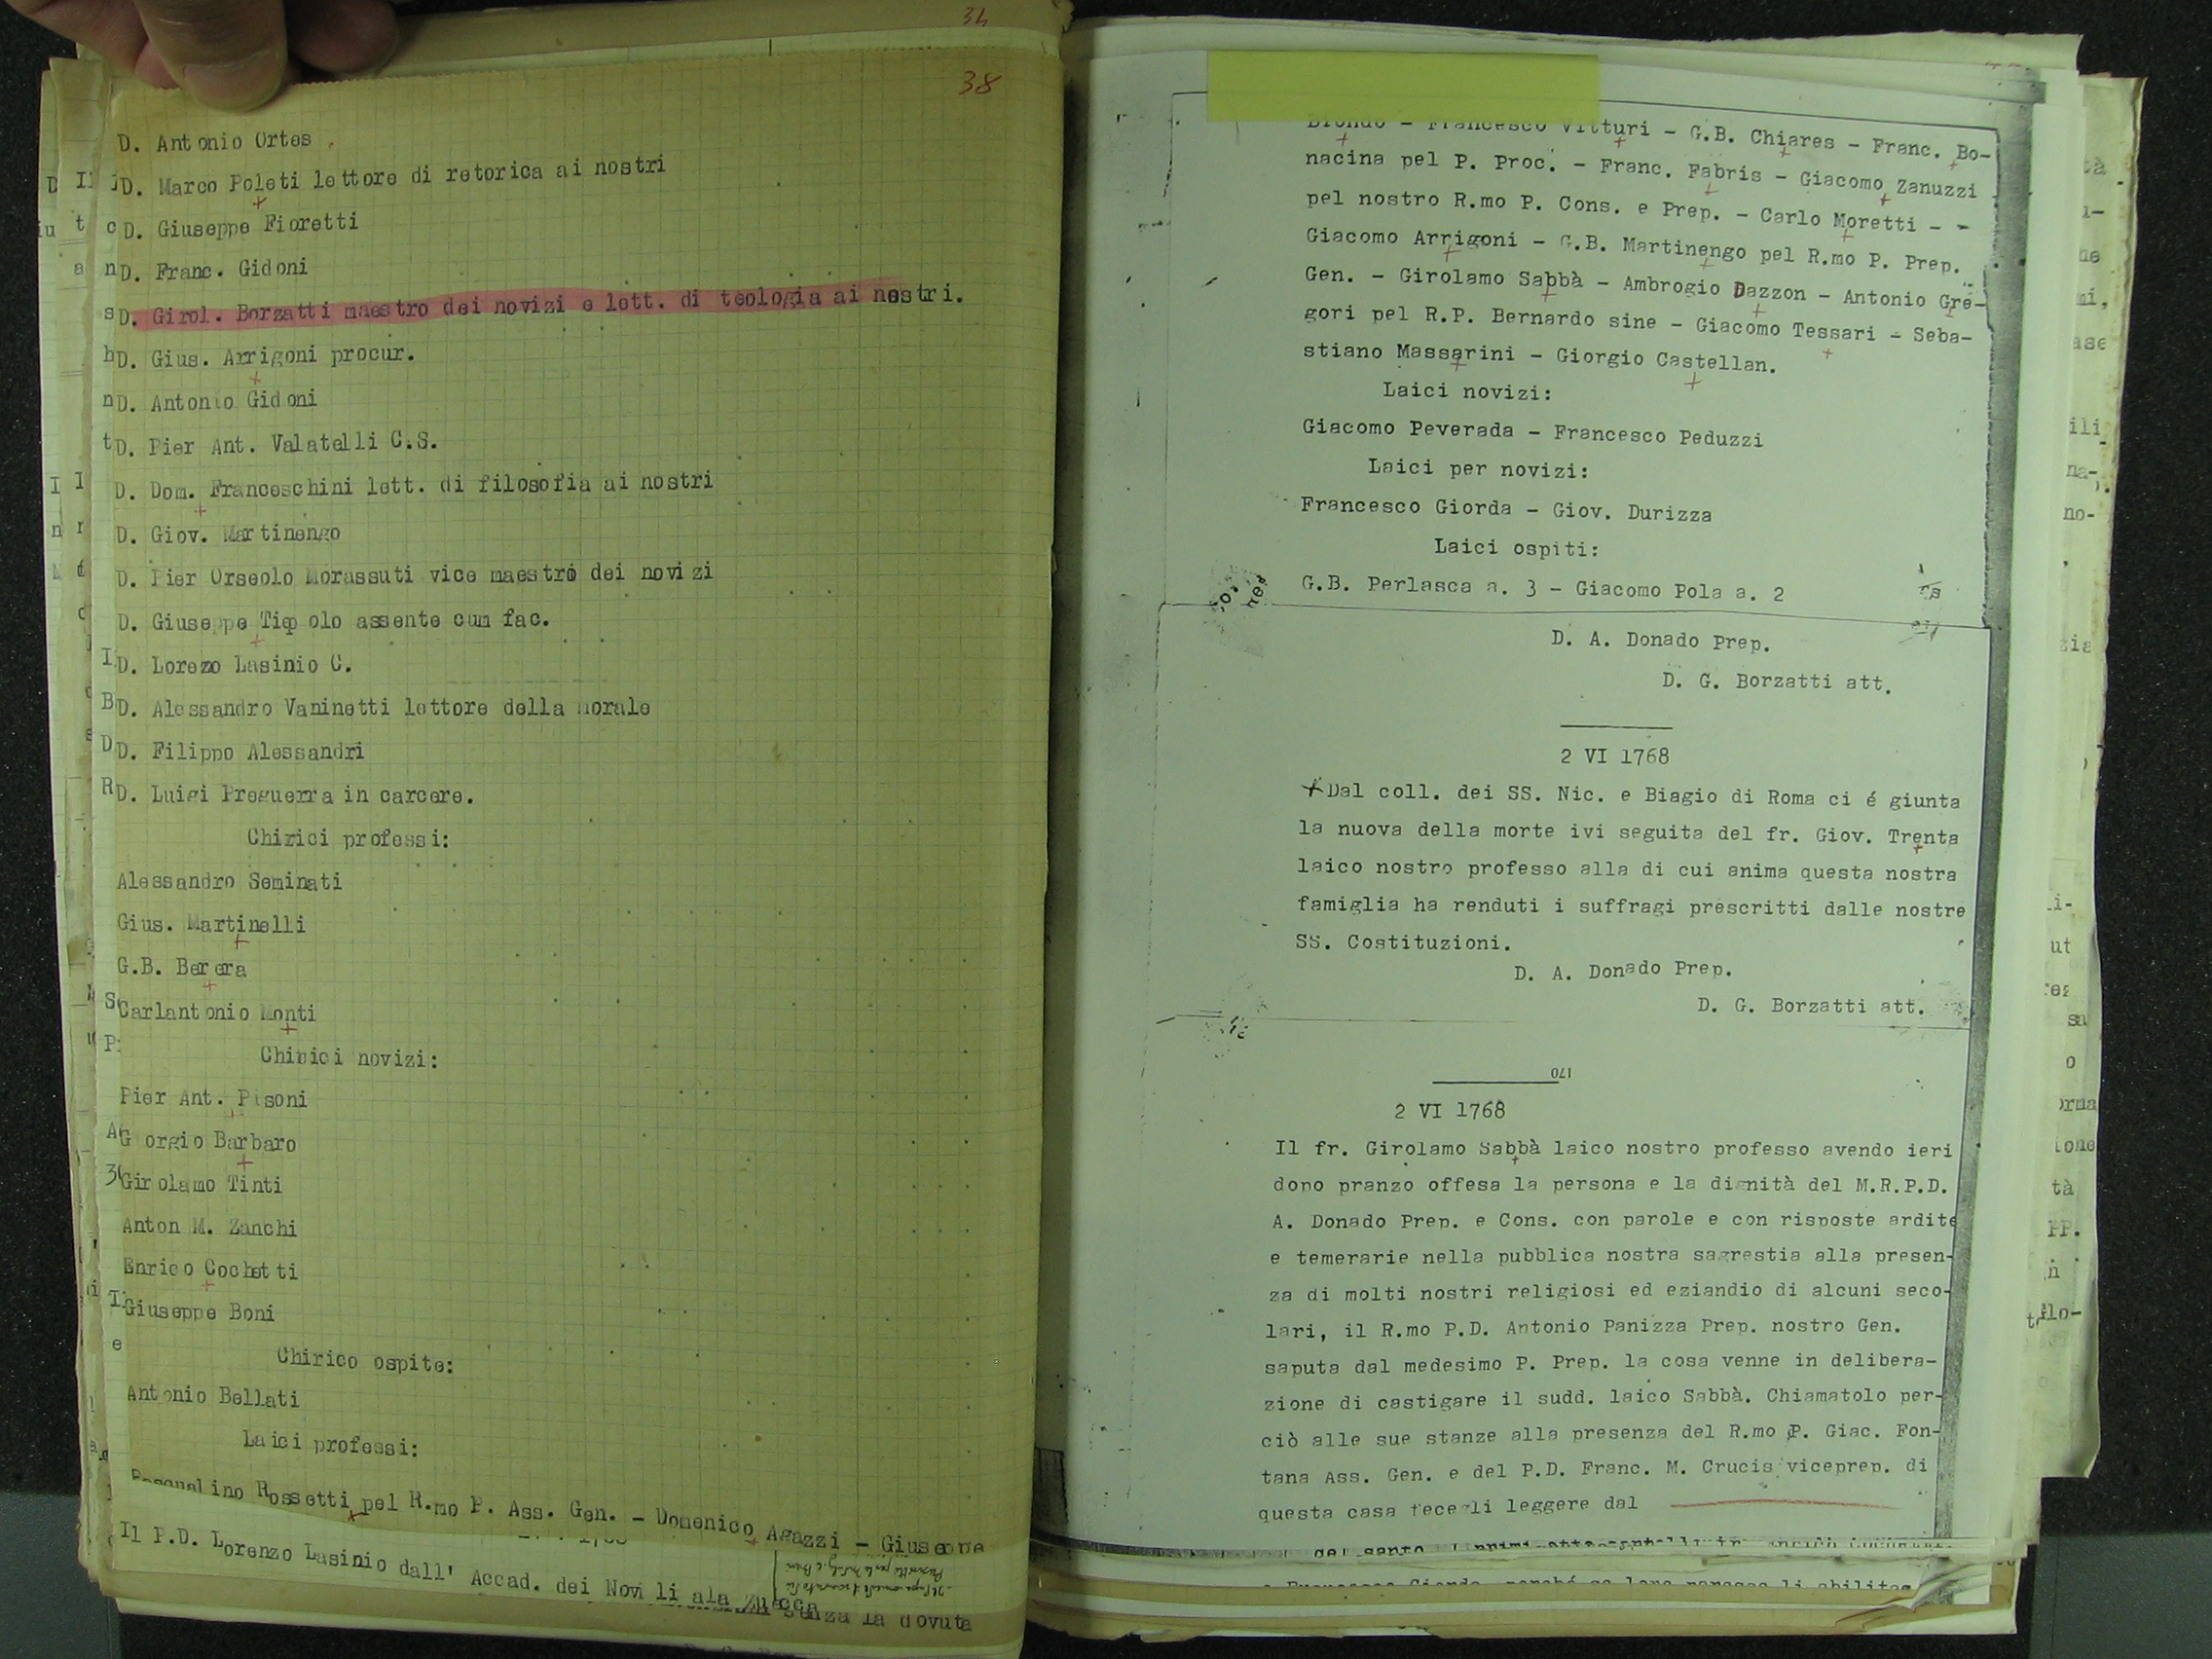 34
38
D. Antonio Ortes
D. Marco Poleti lettore di retorica ai nostri
D. Giuseppe Fioretti
D. Franc. Gidoni
D. Girol. Borzatti maestro dei novizi e lett. di teologia ai nostri.
D. Gius. Arrigoni procur.
D. Antonio Gidoni
D. Pier Ant. Valatelli C.S.
D. Dom. Franceschini lett. di filosofia ai nostri
D. Giov. Martinengo
D. Pier Orseolo Morassuti vice maestro dei novizi
D. Giuseppe Tiepolo assente cum fac.
D. Lorezo Lasinio C.
D. Alessandro Vaninetti lettore della morale
D. Filippo Alessandri
D. Luigi Preguerra in carcere.
Chirici professi:
Alessandro Seminati
Gius. Martinelli
G.B. Berera
Carlantonio Monti
Chirici novizi:
Pier Ant. Pisoni
G orgio Barbaro
Girolamo Tinti
Anton M. Zanchi
Enrico Cochetti
Giuseppe Boni
Chirico ospite:
Antonio Bellati
Laici professi:
Pasqualino Rossetti pel R.mo P. Ass. Gen. - Domenico Agazzi - Giuseppe
Il P.D. Lorenzo Lasinio dall' Accad. dei Nov li ala Zuecca
senza la dovuta
Biondo - Francesco Vitturi - G.B. Chiares - Franc. Bo-
nacina pel P. Proc. - Franc. Fabris - Giacomo Zanuzzi
pel nostro R.mo P. Cons. e Prep. - Carlo Moretti - -
Giacomo Arrigoni - G.B. Martinengo pel R.mo P. Prep.
Gen. - Girolamo Sabbà - Ambrogio Dazzon - Antonio Gre-
gori pel R.P. Bernardo sine - Giacomo Tessari - Seba-
stiano Massarini - Giorgio Castellan.
Laici novizi:
Giacomo Peverada - Francesco Peduzzi
Laici per novizi:
Francesco Giorda - Giov. Durizza
Laici ospiti:
G.B. Perlasca a. 3 - Giacomo Pola a. 2
D. A. Donado Prep.
D. G. Borzatti att.
2 VI 1768
+Dal coll. dei SS. Nic. e Biagio di Roma ci é giunta
la nuova della morte ivi seguita del fr. Giov. Trenta
laico nostro professo alla di cui anima questa nostra
famiglia ha renduti i suffragi prescritti dalle nostre
SS. Costituzioni.
D. A. Donado Prep.
D. G. Borzatti att.
170
2 VI 1768
Il fr. Girolamo Sabbà laico nostro professo avendo ieri
dopo pranzo offesa la persona e la dignità del M.R.P.D.
A. Donado Prep. e Cons. con parole e con risposte ardite
e temerarie nella pubblica nostra sagrestia alla presen-
za di molti nostri religiosi ed eziandio di alcuni seco-
lari, il R.mo P.D. Antonio Panizza Prep. nostro Gen.
saputa dal medesimo P. Prep. la cosa venne in delibera-
zione di castigare il sudd. laico Sabbà. Chiamatolo per-
ciò alle sue stanze alla presenza del R.mo P. Giac. Fon-
tana Ass. Gen. e del P.D. Franc. M. Crucis viceprep. di
questa casa fecegli leggere dal